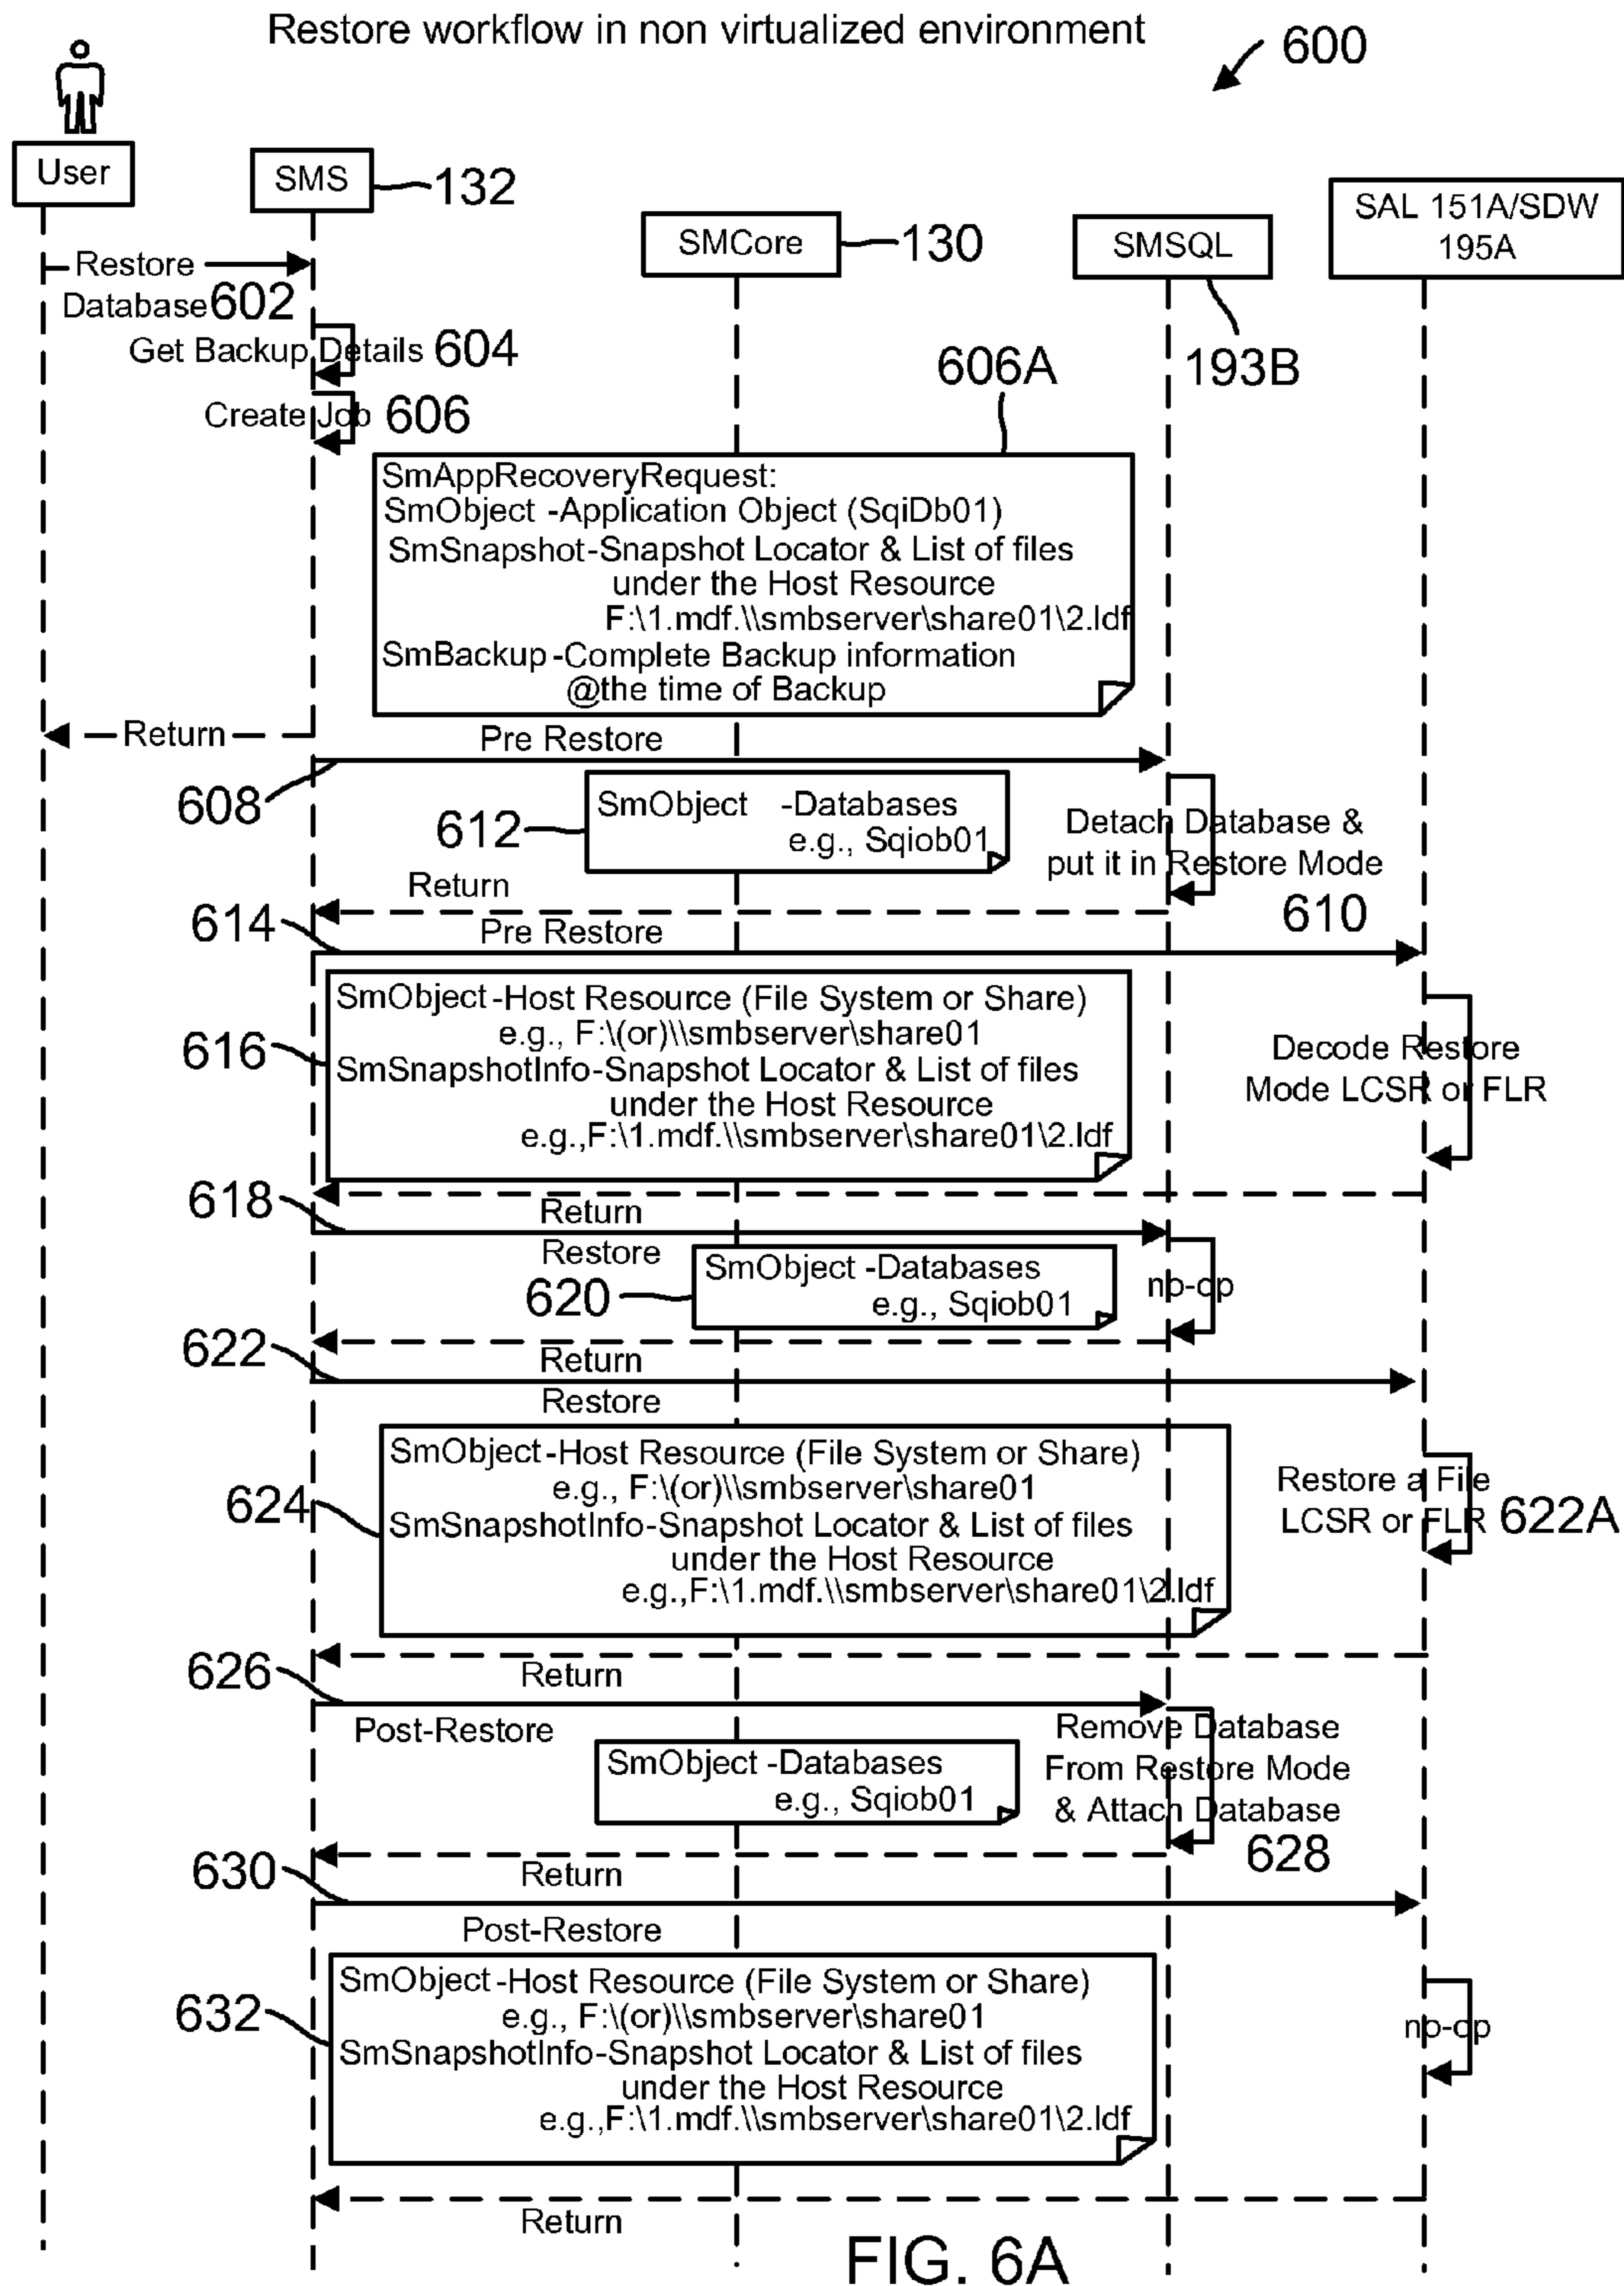 Restore workflow in non virtualized environment
600
User
SMS
132
SMCore
130
SMSQL
193B
SAL 151A/SDW
195A
Restore
Database 602
Get Backup Details 604
Create Job 606
606A
SmAppRecoveryRequest:
SmObject -Application Object (SqiDb01)
SmSnapshot-Snapshot Locator & List of files
under the Host Resource
F:\1.mdf.\\smbserver\share01\2.ldf
SmBackup-Complete Backup information
@the time of Backup
Return
Pre Restore
608
612
SmObject -Databases
e.g., Sqiob01
Detach Database &
put it in Restore Mode
610
Return
614
Pre Restore
616
SmObject-Host Resource (File System or Share)
e.g., F:\(or)\\smbserver\share01
SmSnapshotInfo-Snapshot Locator & List of files
under the Host Resource
e.g.,F:\1.mdf.\\smbserver\share01\2.ldf
Decode Restore
Mode LCSR or FLR
618
Return
Restore
620
SmObject -Databases
e.g., Sqiob01
no-op
622
Return
Restore
624
SmObject-Host Resource (File System or Share)
e.g., F:\(or)\\smbserver\share01
SmSnapshotInfo-Snapshot Locator & List of files
under the Host Resource
e.g.,F:\1.mdf.\\smbserver\share01\2.ldf
Restore a File
LCSR or FLR 622A
626
Return
Post-Restore
SmObject -Databases
e.g., Sqiob01
Remove Database
From Restore Mode
& Attach Database
628
630
Return
Post-Restore
632
SmObject-Host Resource (File System or Share)
e.g., F:\(or)\\smbserver\share01
SmSnapshotInfo-Snapshot Locator & List of files
under the Host Resource
e.g.,F:\1.mdf.\\smbserver\share01\2.ldf
no-op
Return
FIG. 6A